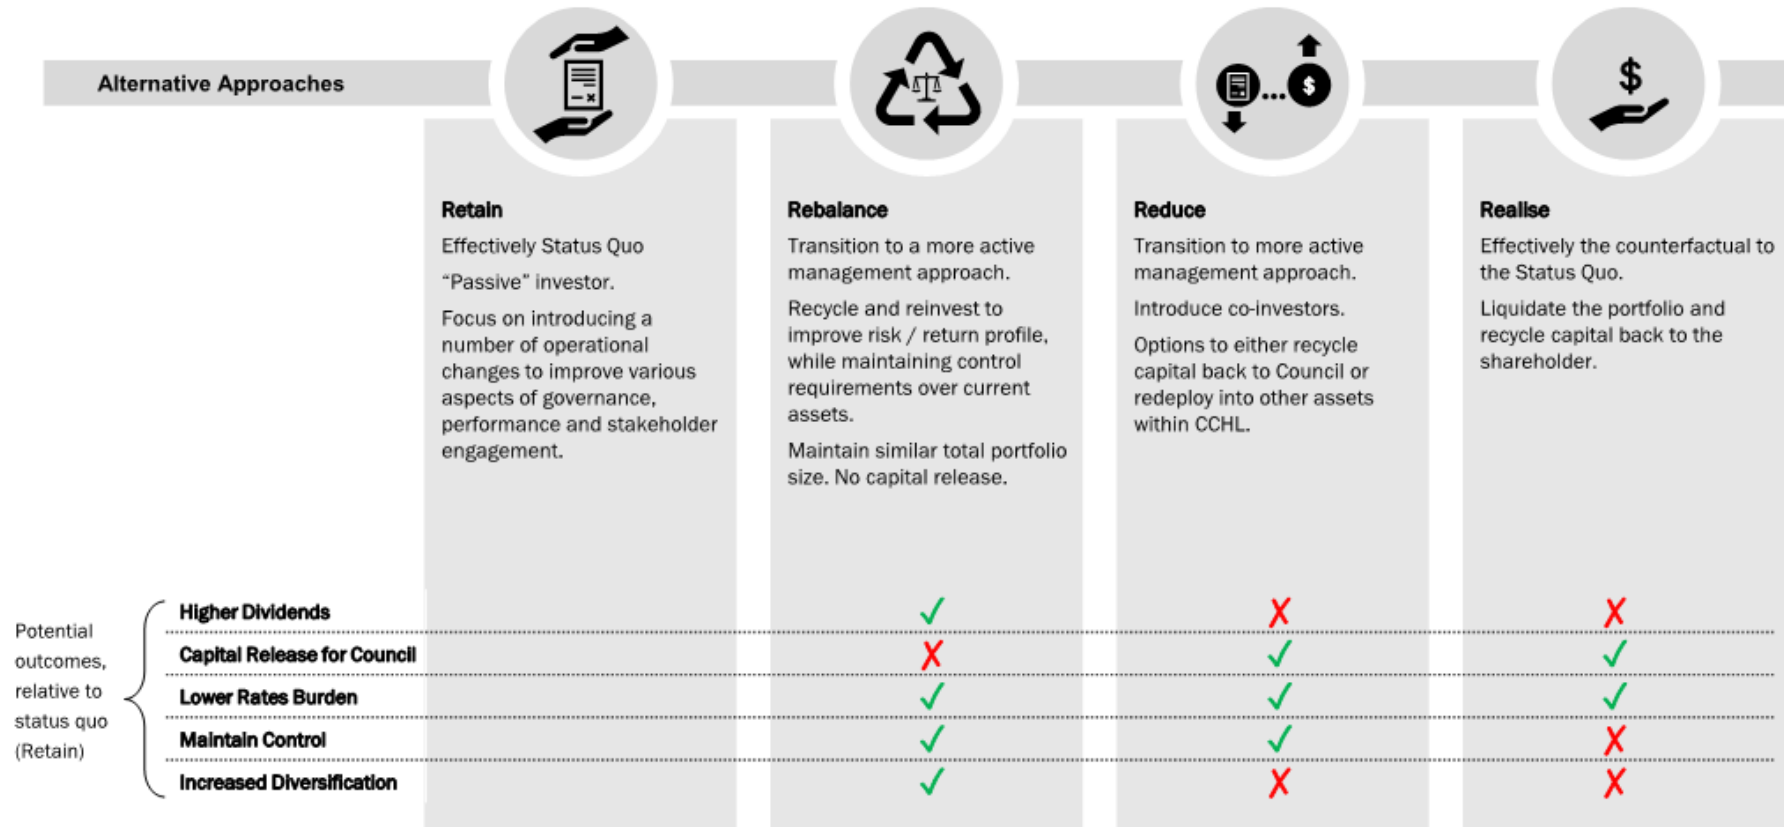 Alternative Approaches
$
$
Retain
Effectively Status Quo
“Passive” investor.
Focus on introducing a
number of operational
changes to improve various
aspects of governance,
performance and stakeholder
engagement.
Rebalance
Transition to a more active
management approach.
Recycle and reinvest to
improve risk / return profile,
while maintaining control
requirements over current
assets.
Maintain similar total portfolio
size. No capital release.
Reduce
Transition to more active
management approach.
Introduce co-investors.
Options to either recycle
capital back to Council or
redeploy into other assets
within CCHL.
Realise
Effectively the counterfactual to
the Status Quo.
Liquidate the portfolio and
recycle capital back to the
shareholder.
Potential
outcomes,
relative to
status quo
(Retain)
Higher Dividends
Capital Release for Council
Lower Rates Burden
Maintain Control
Increased Diversification